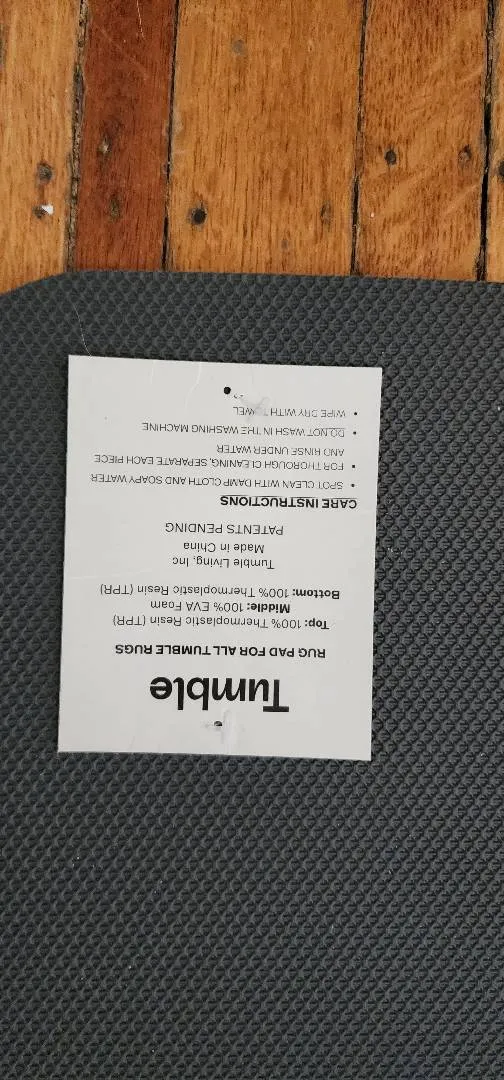 Tumble
RUG PAD FOR ALL TUMBLE RUGS
Top: 100% Thermoplastic Resin (TPR)
Middle: 100% EVA Foam
Bottom: 100% Thermoplastic Resin (TPR)
Tumble Living, Inc
Made in China
PATENTS PENDING
CARE INSTRUCTIONS
• SPOT CLEAN WITH DAMP CLOTH AND SOAPY WATER
• FOR THOROUGH CLEANING, SEPARATE EACH PIECE
AND RINSE UNDER WATER
• DO NOT WASH IN THE WASHING MACHINE
• WIPE DRY WITH TOWEL